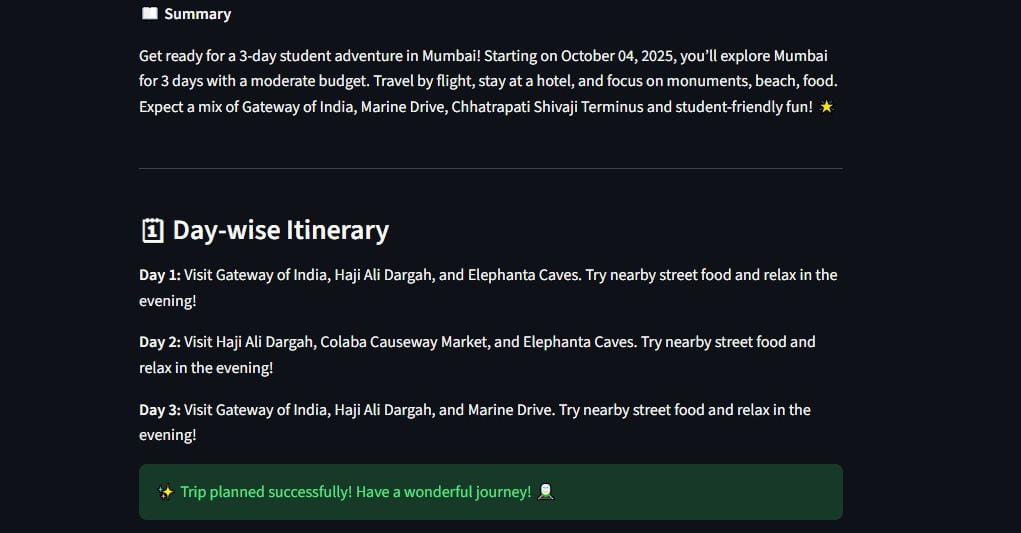 Summary
Get ready for a 3-day student adventure in Mumbai! Starting on October 04, 2025, you’ll explore Mumbai
for 3 days with a moderate budget. Travel by flight, stay at a hotel, and focus on monuments, beach, food.
Expect a mix of Gateway of India, Marine Drive, Chhatrapati Shivaji Terminus and student-friendly fun! 🌟
Day-wise Itinerary
Day 1: Visit Gateway of India, Haji Ali Dargah, and Elephanta Caves. Try nearby street food and relax in the
evening!
Day 2: Visit Haji Ali Dargah, Colaba Causeway Market, and Elephanta Caves. Try nearby street food and
relax in the evening!
Day 3: Visit Gateway of India, Haji Ali Dargah, and Marine Drive. Try nearby street food and relax in the
evening!
✨ Trip planned successfully! Have a wonderful journey!